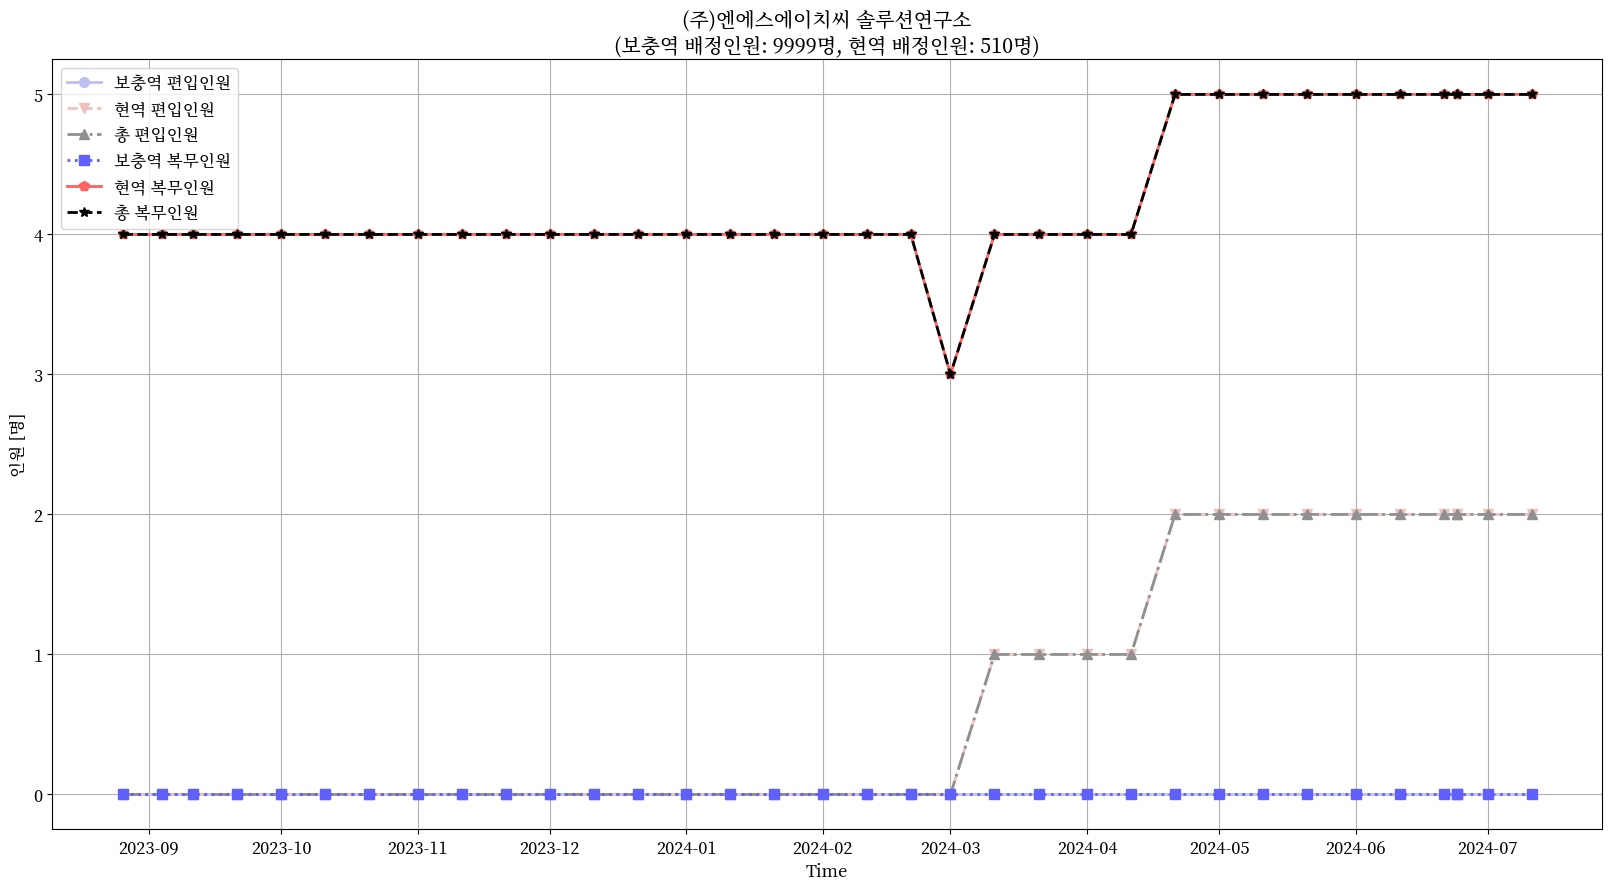 (주)엔에스에이치씨 솔루션연구소
(보충역 배정인원: 9999명, 현역 배정인원: 510명)
보충역 편입인원
현역 편입인원
총 편입인원
보충역 복무인원
현역 복무인원
총 복무인원
5
4
3
2
1
0
인원 [명]
2023-09
2023-10
2023-11
2023-12
2024-01
2024-02
2024-03
2024-04
2024-05
2024-06
2024-07
Time